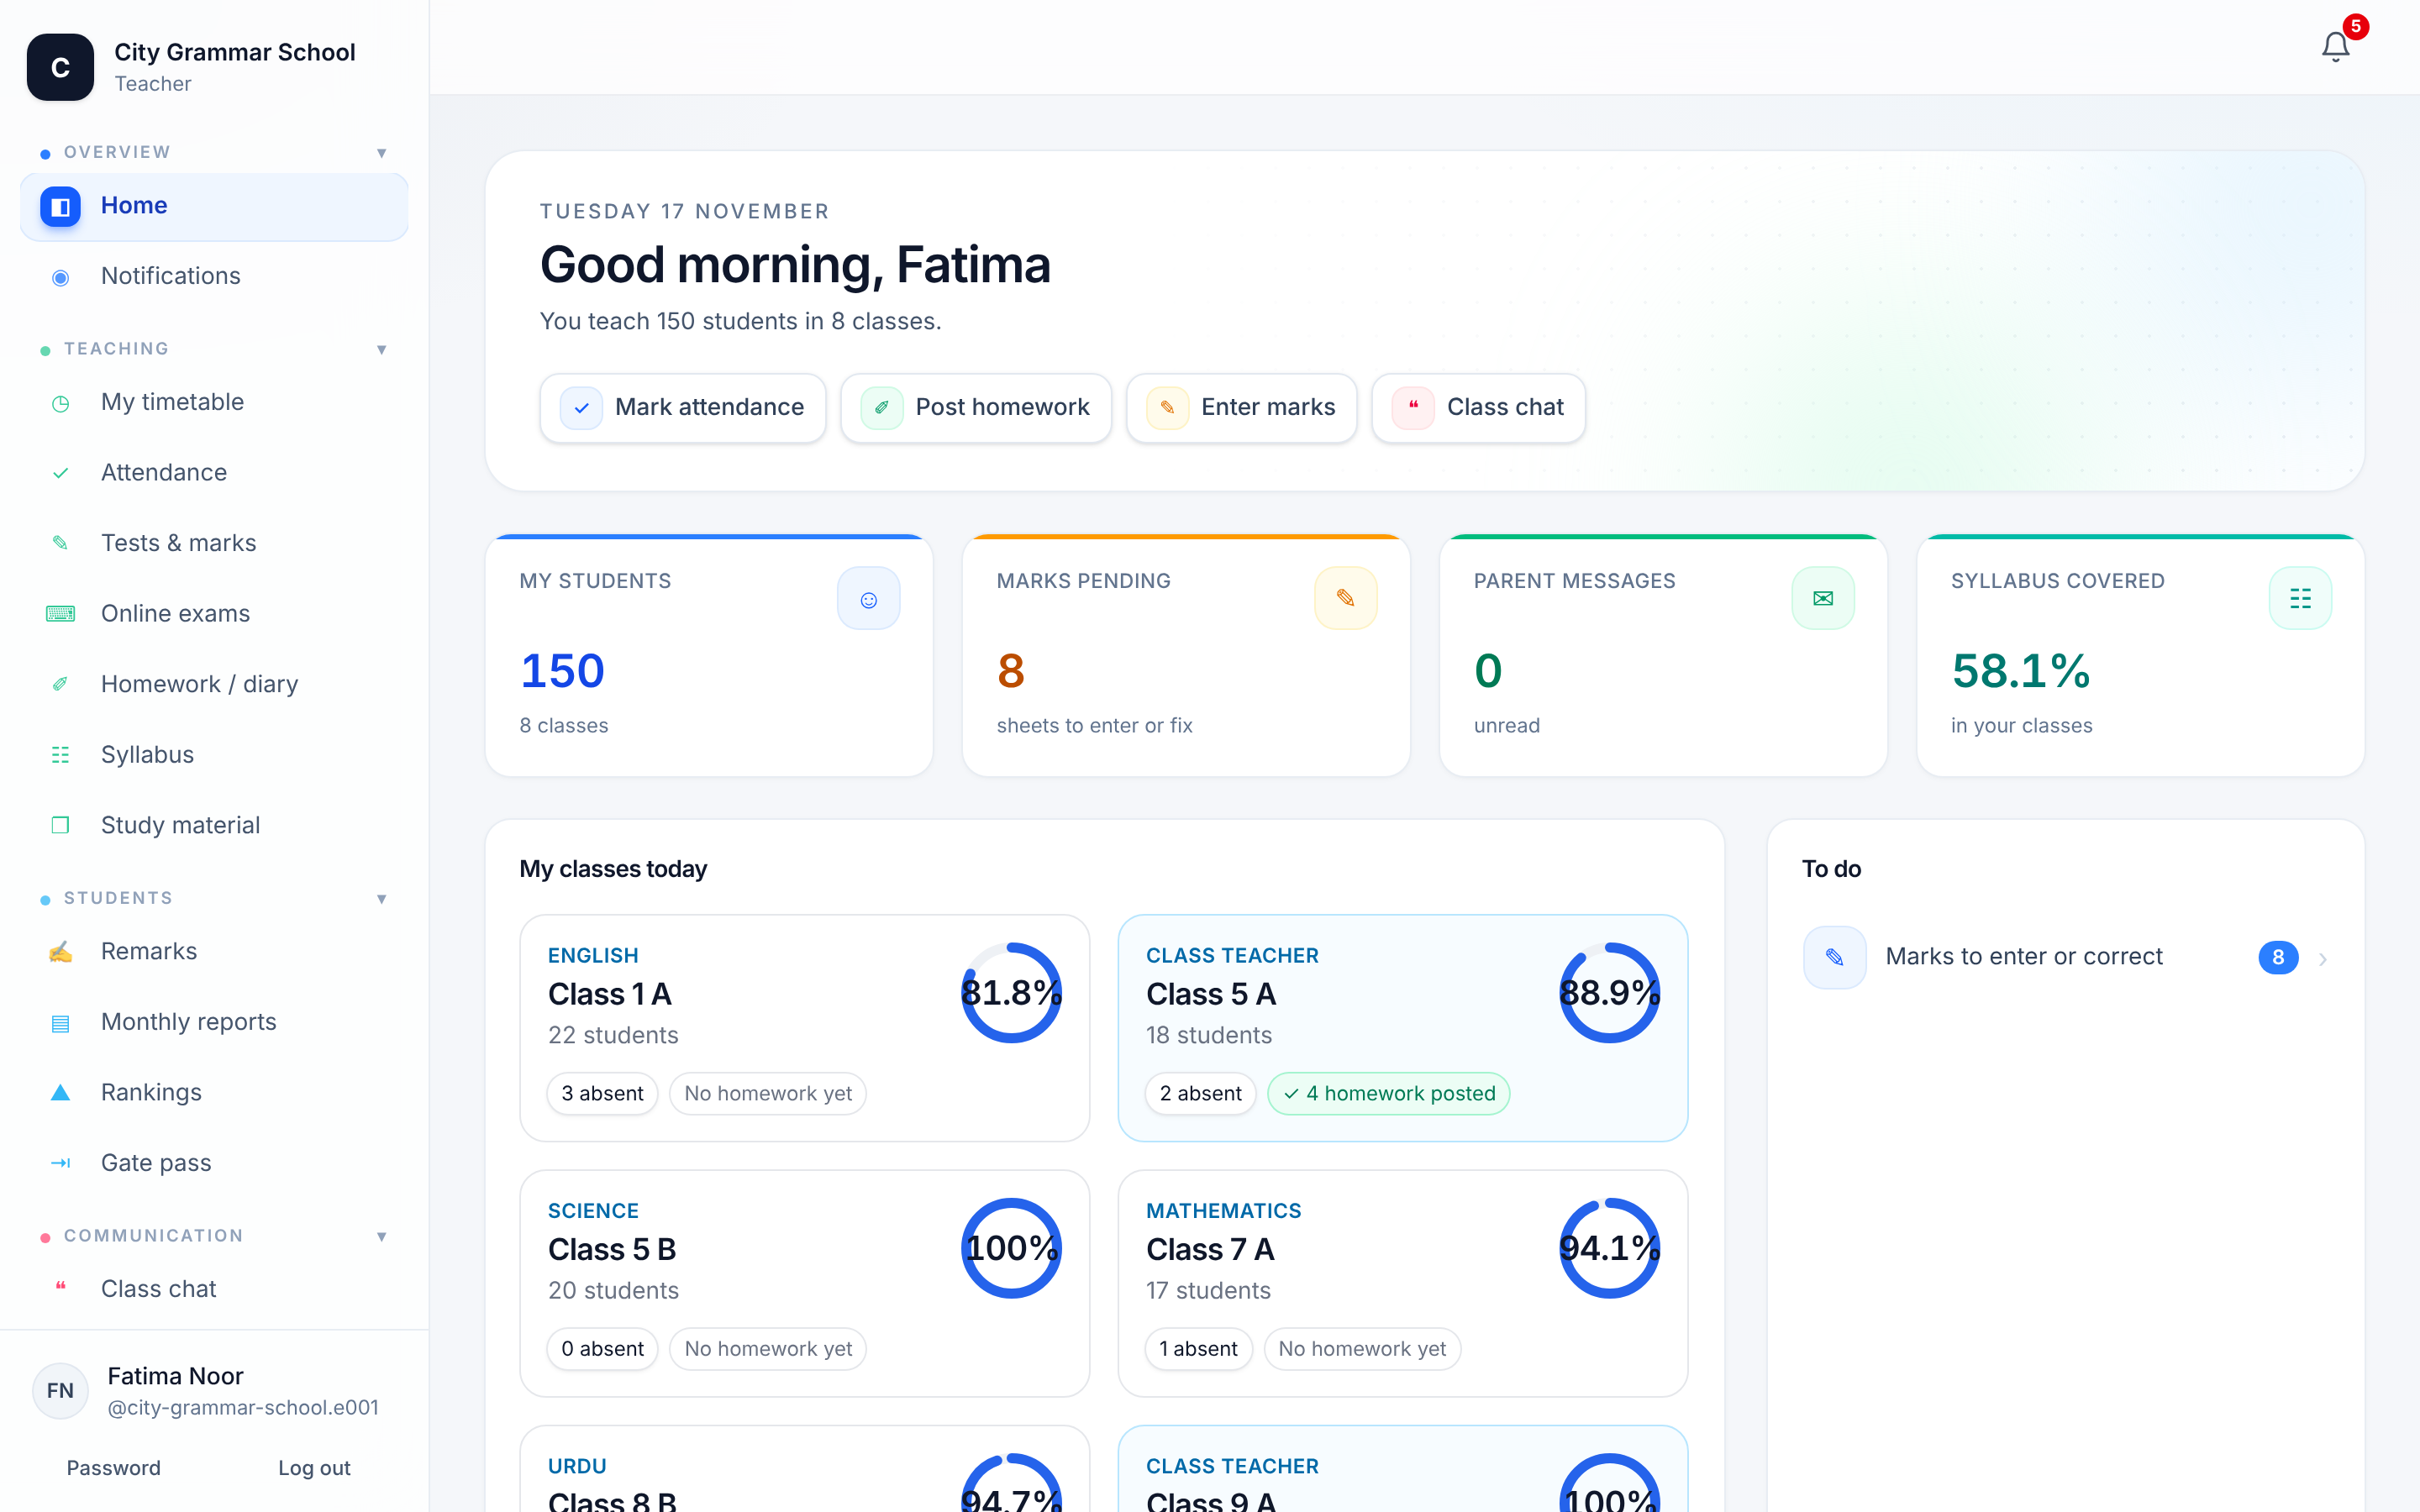 C
City Grammar School
Teacher
OVERVIEW
Home
Notifications
TEACHING
My timetable
Attendance
Tests & marks
Online exams
Homework / diary
Syllabus
Study material
STUDENTS
Remarks
Monthly reports
Rankings
Gate pass
COMMUNICATION
Class chat
FN
Fatima Noor
@city-grammar-school.e001
Password
Log out
5
TUESDAY 17 NOVEMBER
Good morning, Fatima
You teach 150 students in 8 classes.
Mark attendance
Post homework
Enter marks
Class chat
MY STUDENTS
150
8 classes
MARKS PENDING
8
sheets to enter or fix
PARENT MESSAGES
0
unread
SYLLABUS COVERED
58.1%
in your classes
My classes today
ENGLISH
Class 1 A
22 students
81.8%
3 absent
No homework yet
CLASS TEACHER
Class 5 A
18 students
88.9%
2 absent
✓ 4 homework posted
SCIENCE
Class 5 B
20 students
100%
0 absent
No homework yet
MATHEMATICS
Class 7 A
17 students
94.1%
1 absent
No homework yet
URDU
Class 8 B
94.7%
CLASS TEACHER
Class 9 A
100%
To do
Marks to enter or correct
8